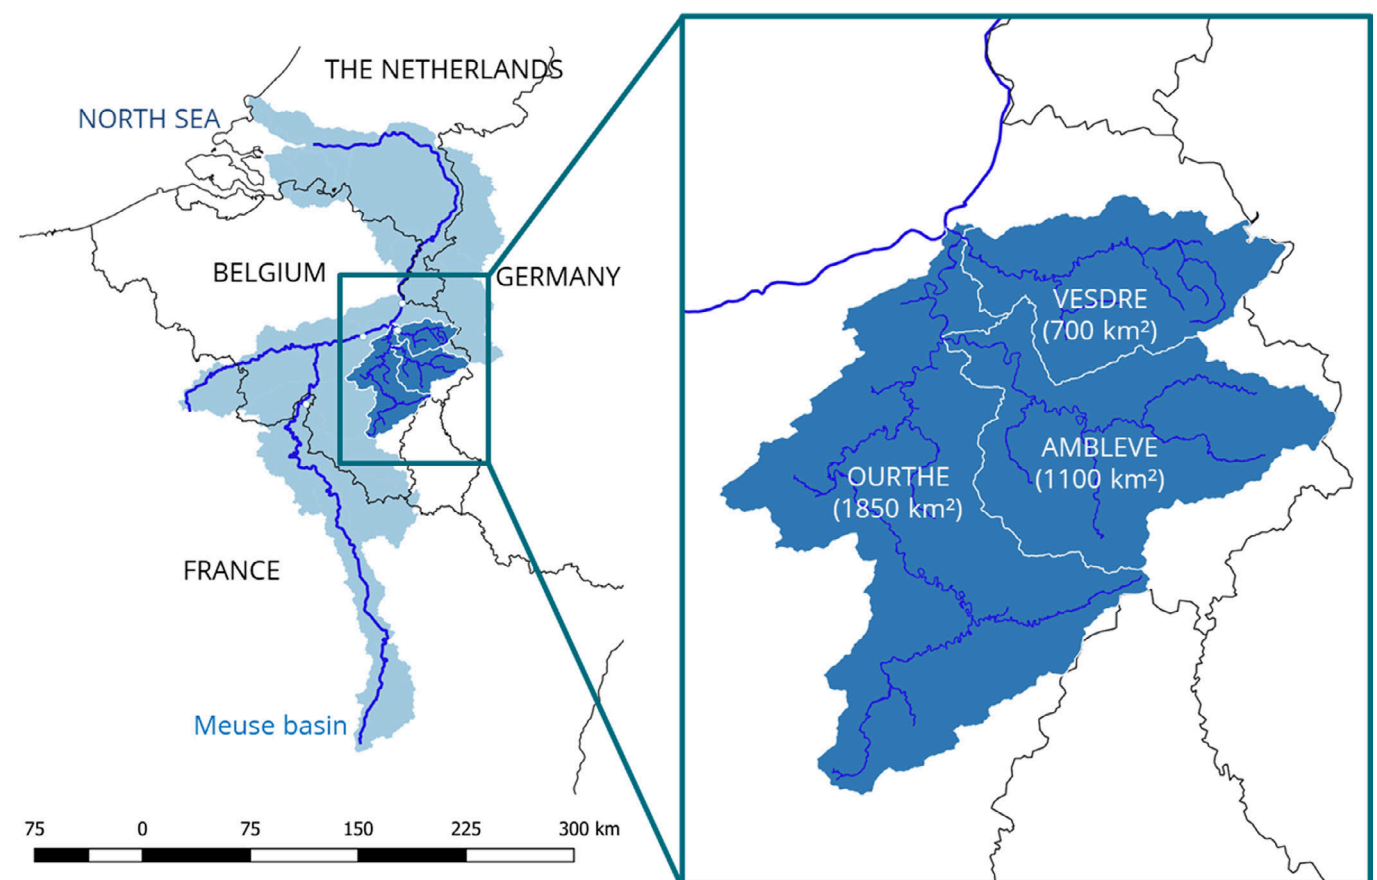 THE NETHERLANDS
NORTH SEA
BELGIUM
GERMANY
FRANCE
Meuse basin
75 0 75 150 225 300 km
VESDRE
(700 km²)
AMBLEVE
(1100 km²)
OURTHE
(1850 km²)